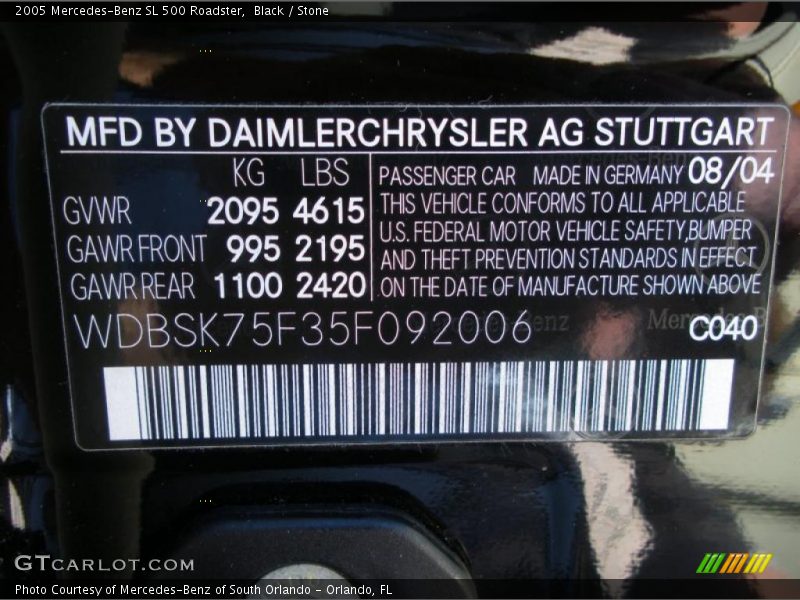 2005 Mercedes-Benz SL 500 Roadster,  Black / Stone
MFD BY DAIMLERCHRYSLER AG STUTTGART
KG LBS
GVWR 2095 4615
GAWR FRONT 995 2195
GAWR REAR 1100 2420
PASSENGER CAR MADE IN GERMANY 08/04
THIS VEHICLE CONFORMS TO ALL APPLICABLE
U.S. FEDERAL MOTOR VEHICLE SAFETY,BUMPER
AND THEFT PREVENTION STANDARDS IN EFFECT
ON THE DATE OF MANUFACTURE SHOWN ABOVE
WDBSK75F35F092006 C040
GTCARLOT.COM
Photo Courtesy of Mercedes-Benz of South Orlando - Orlando, FL